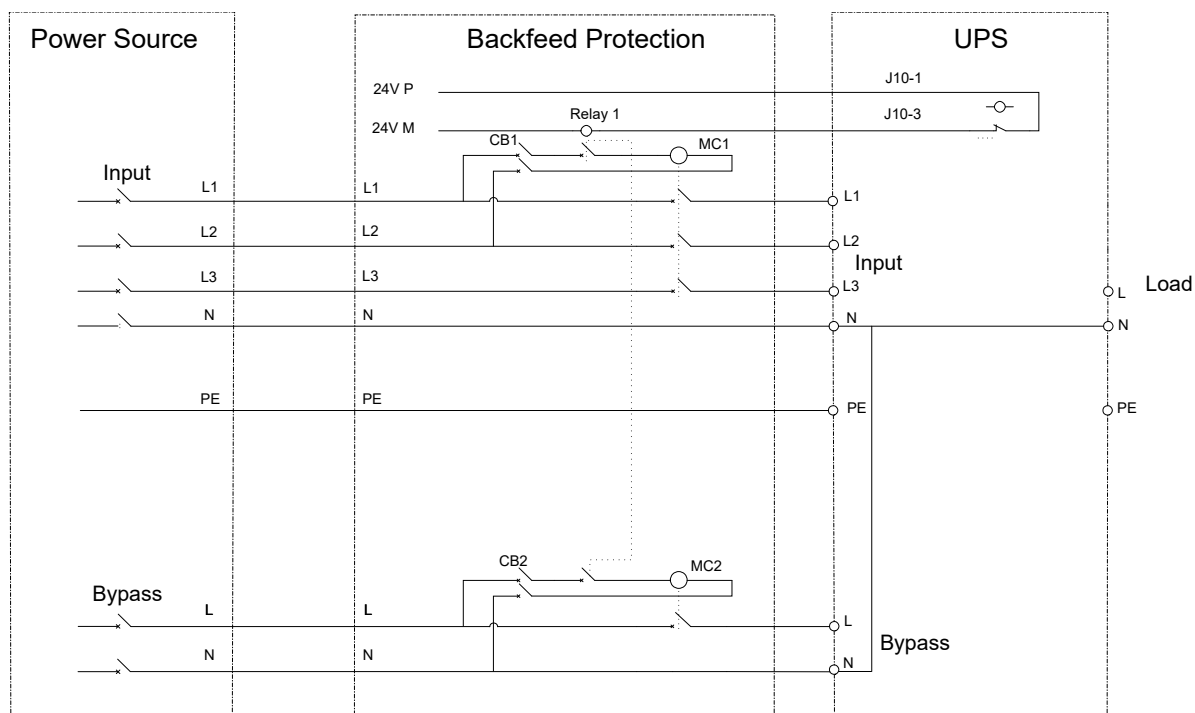 Power Source
Backfeed Protection
UPS
24V P
J10-1
24V M
Relay 1
J10-3
CB1
MC1
Input
L1
L1
L1
L2
L2
L2
Input
L3
L3
L3
L
Load
N
N
N
N
PE
PE
PE
PE
CB2
MC2
Bypass
L
L
L
Bypass
N
N
N